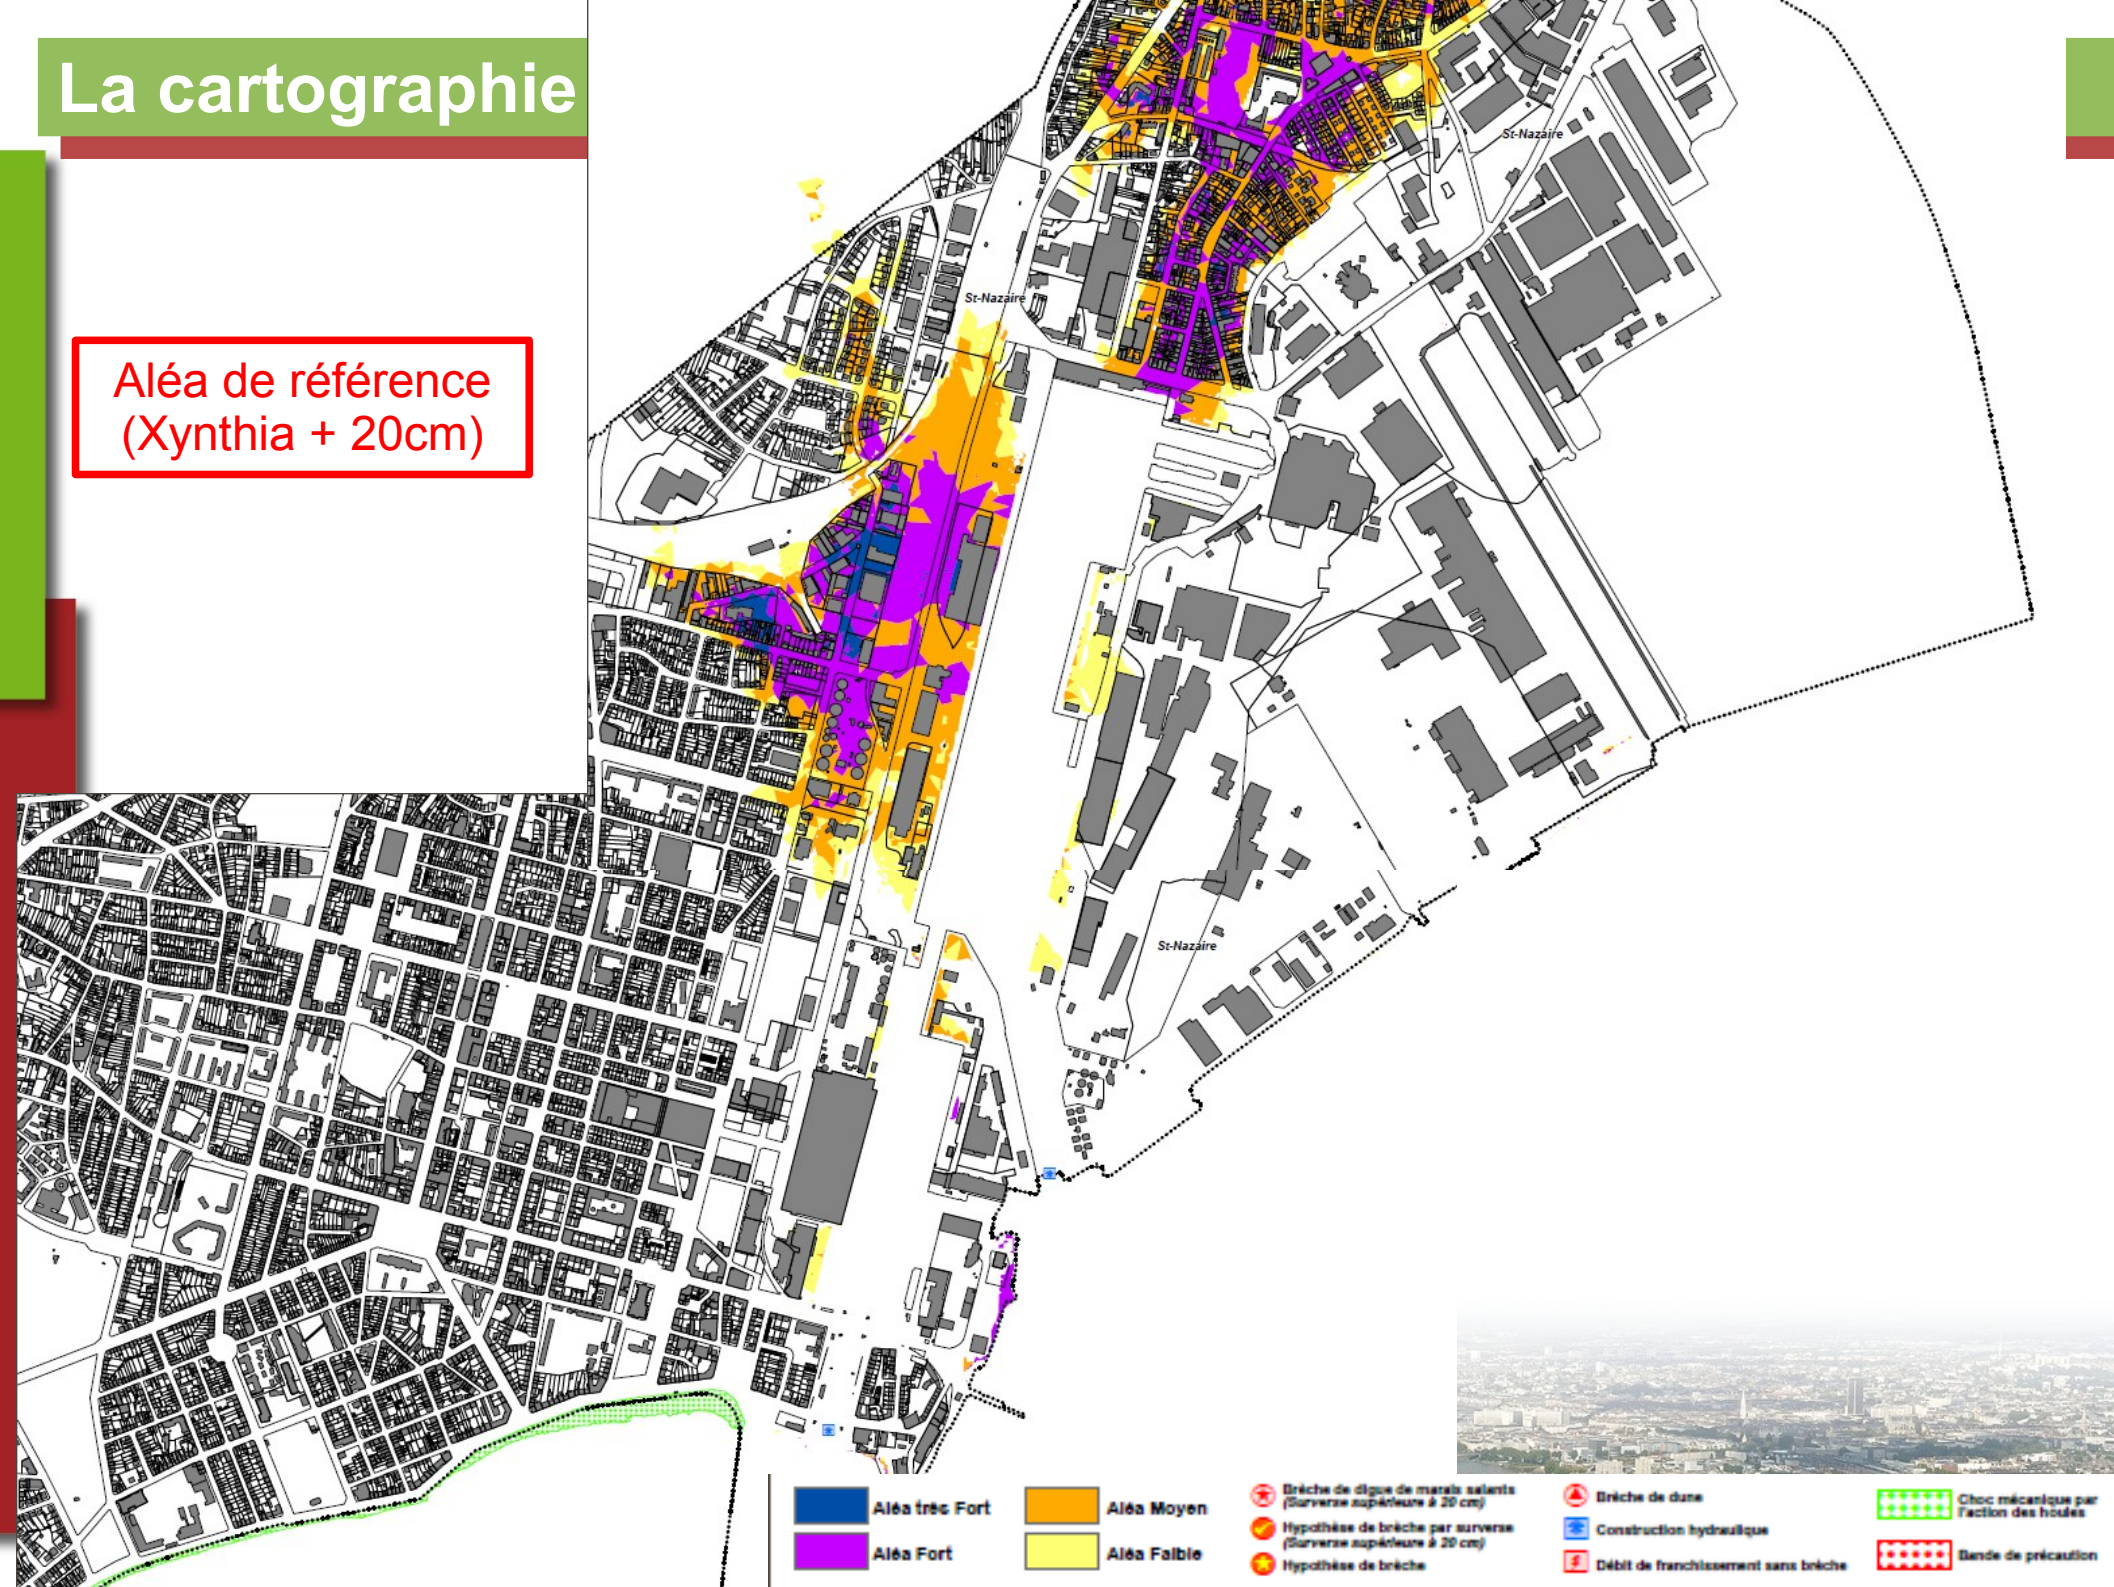 La cartographie
Aléa de référence
(Xynthia + 20cm)
St-Nazaire
St-Nazaire
St-Nazaire
Aléa très Fort
Aléa Fort
Aléa Moyen
Aléa Faible
Brèche de digue de marais salants
(Surverse supérieure à 20 cm)
Hypothèse de brèche par surverse
(Surverse supérieure à 20 cm)
Hypothèse de brèche
Brèche de dune
Construction hydraulique
Débit de franchissement sans brèche
Choc mécanique par
l'action des houles
Bande de précaution